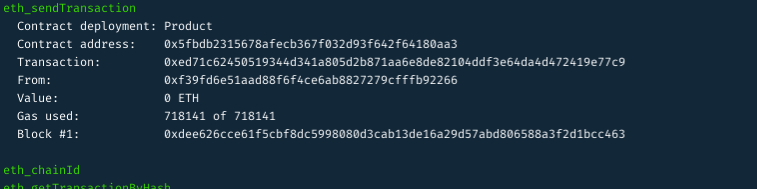 eth_sendTransaction
Contract deployment: Product
Contract address: 0x5fbdb2315678afecb367f032d93f642f64180aa3
Transaction: 0xed71c62450519344d341a805d2b871aa6e8de82104ddf3e64da4d472419e77c9
From: 0xf39fd6e51aad88f6f4ce6ab8827279cfffb92266
Value: 0 ETH
Gas used: 718141 of 718141
Block #1: 0xdee626cce61f5cbf8dc5998080d3cab13de16a29d57abd806588a3f2d1bcc463
eth_chainId
eth_getTransactionByHash